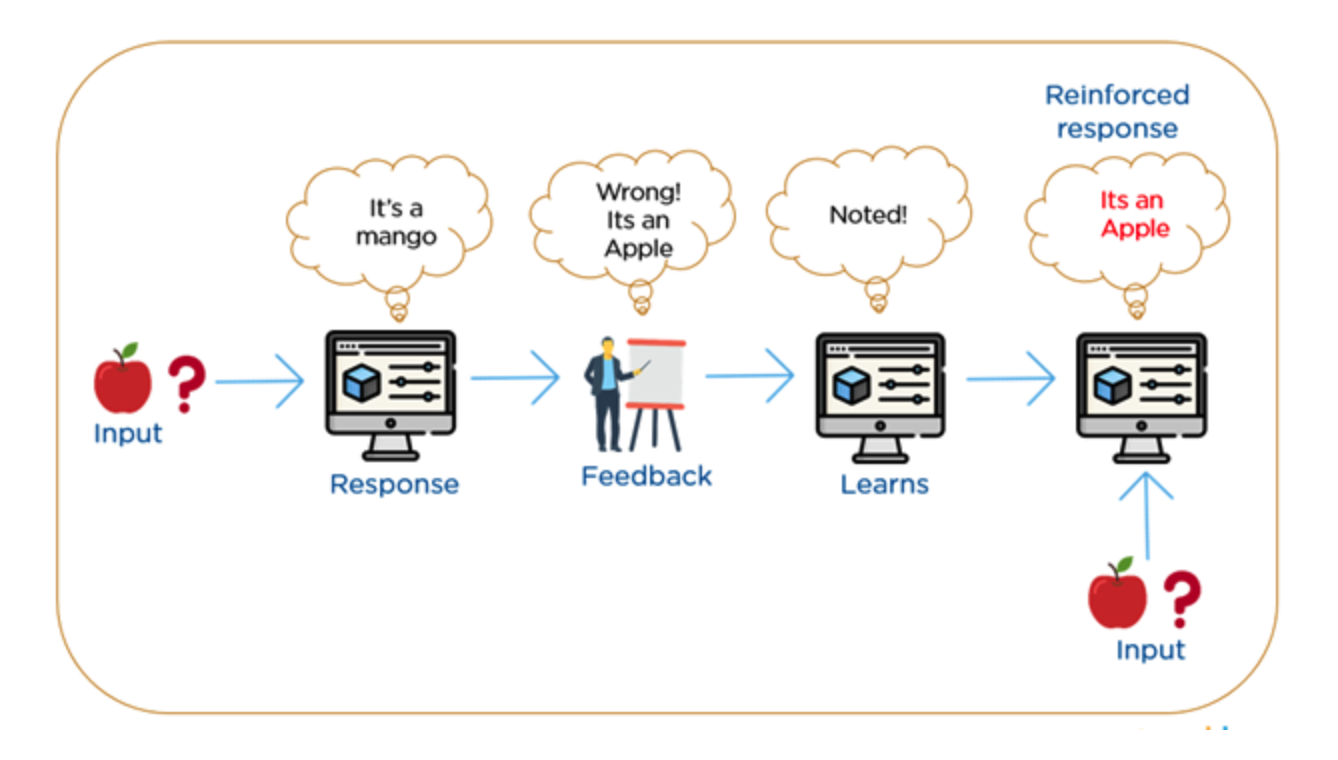 Reinforced
response
It's a
mango
Wrong!
Its an
Apple
Noted!
Its an
Apple
?
Input
Response
Feedback
Learns
?
Input